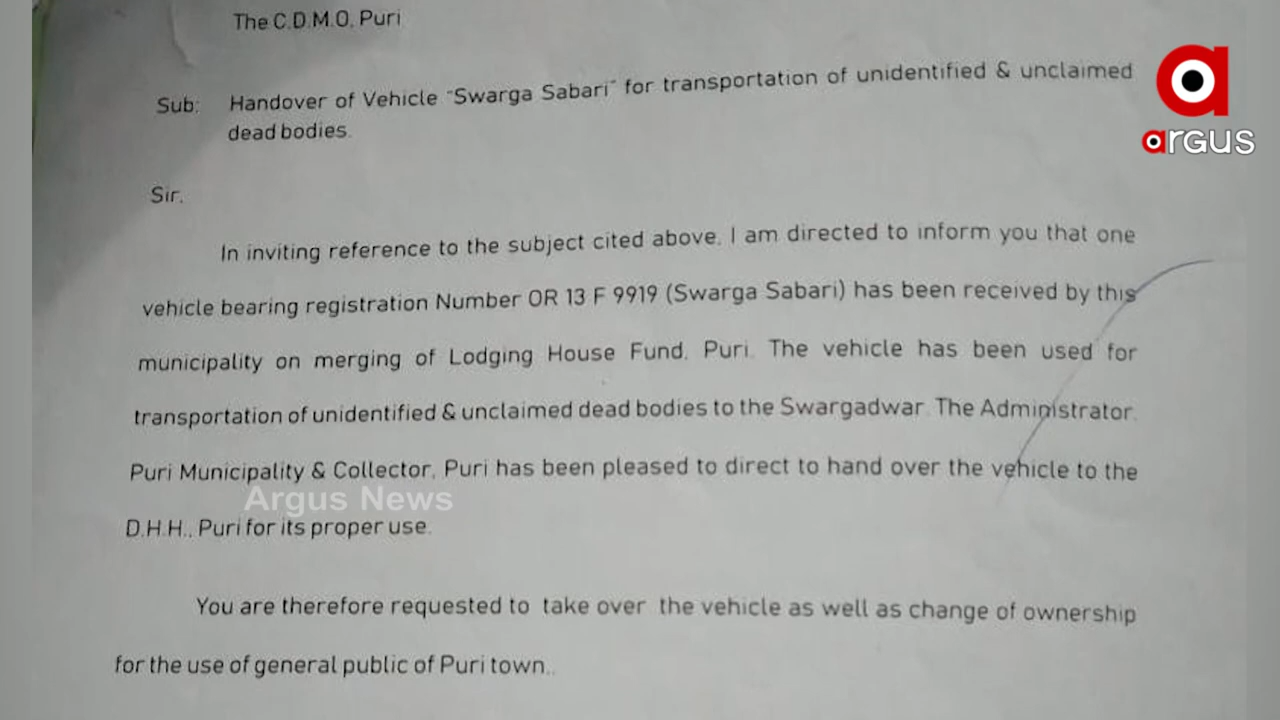 The C.D.M.O, Puri
Sub: Handover of Vehicle "Swarga Sabari" for transportation of unidentified & unclaimed
dead bodies.
Sir,
In inviting reference to the subject cited above, I am directed to inform you that one
vehicle bearing registration Number OR 13 F 9919 (Swarga Sabari) has been received by this
municipality on merging of Lodging House Fund, Puri. The vehicle has been used for
transportation of unidentified & unclaimed dead bodies to the Swargadwar. The Administrator,
Puri Municipality & Collector, Puri has been pleased to direct to hand over the vehicle to the
D.H.H., Puri for its proper use.
You are therefore requested to take over the vehicle as well as change of ownership
for the use of general public of Puri town..
argus
Argus News